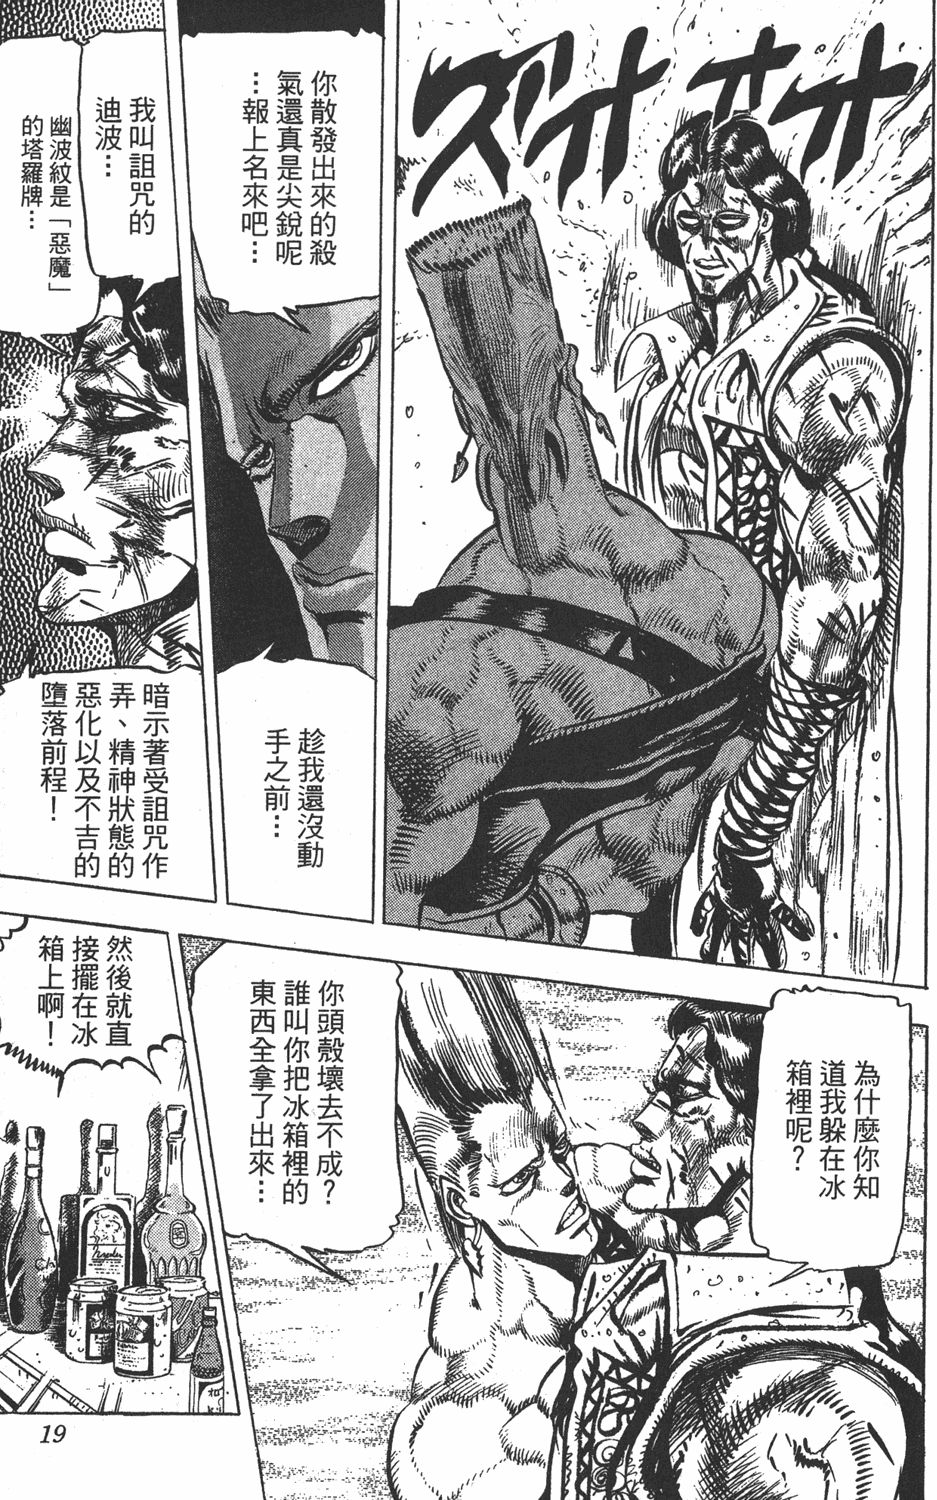 ズオオオ
你散發出來的殺
氣還真是尖銳呢
…報上名來吧…
趁我還沒動
手之前…
我叫詛咒的
迪波…
幽波紋是「惡魔」
的塔羅牌…
暗示著受詛咒作
弄、精神狀態的
惡化以及不吉的
墮落前程！
為什麼你知
道我躲在冰
箱裡呢？
你頭殼壞去不成？
誰叫你把冰箱裡的
東西全拿了出來…
然後就直
接擺在冰
箱上啊！
19